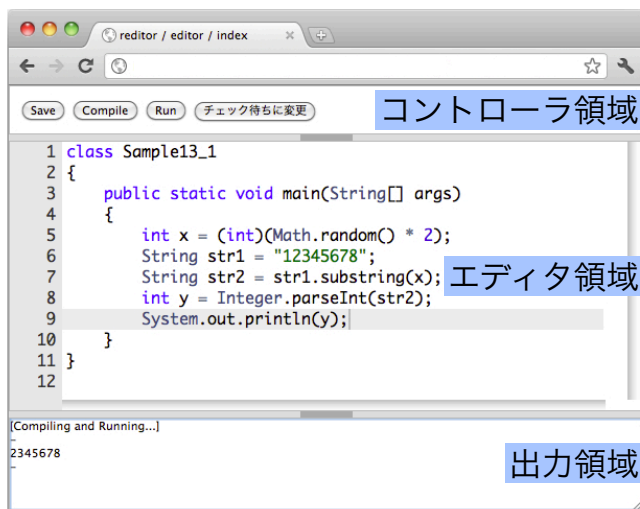 reditor / editor / index
Save Compile Run チェック待ちに変更
コントローラ領域
1 class Sample13_1
2 {
3 public static void main(String[] args)
4 {
5 int x = (int)(Math.random() * 2);
6 String str1 = "12345678";
7 String str2 = str1.substring(x);
8 int y = Integer.parseInt(str2);
9 System.out.println(y);
10 }
11 }
12
エディタ領域
[Compiling and Running...]
-
2345678
-
出力領域